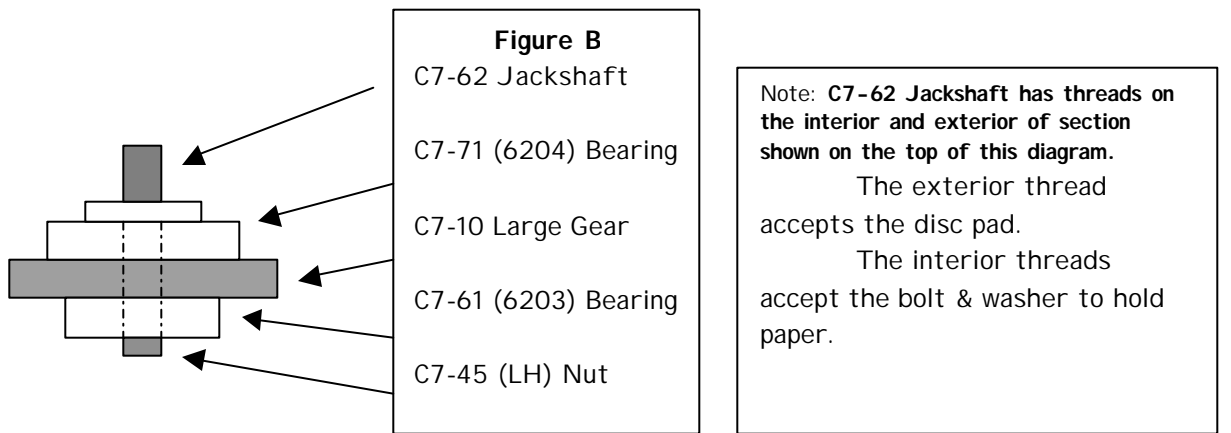 Figure B
C7-62 Jackshaft
C7-71 (6204) Bearing
C7-10 Large Gear
C7-61 (6203) Bearing
C7-45 (LH) Nut
Note: C7-62 Jackshaft has threads on
the interior and exterior of section
shown on the top of this diagram.
The exterior thread
accepts the disc pad.
The interior threads
accept the bolt & washer to hold
paper.